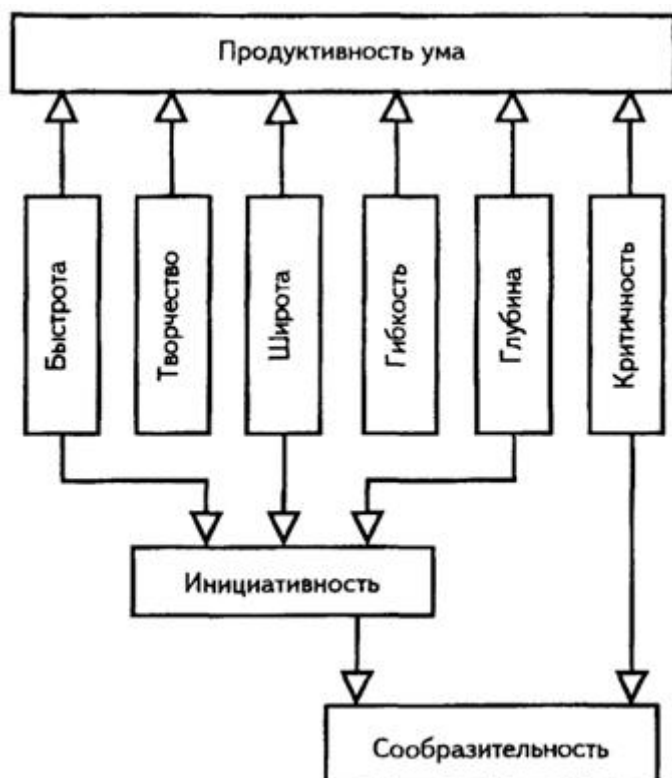 Продуктивность ума
Быстрота
Творчество
Широта
Гибкость
Глубина
Критичность
Инициативность
Сообразительность